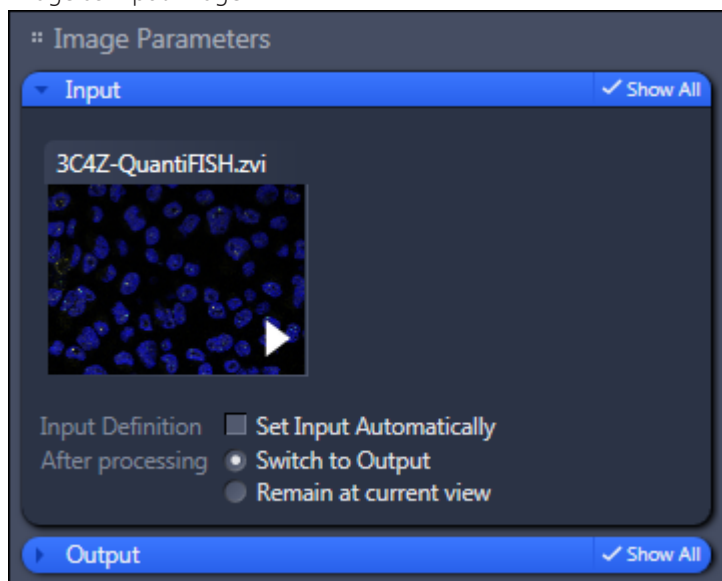 Image Parameters
Input
Show All
3C4Z-QuantiFISH.zvi
Input Definition
Set Input Automatically
After processing
Switch to Output
Remain at current view
Output
Show All